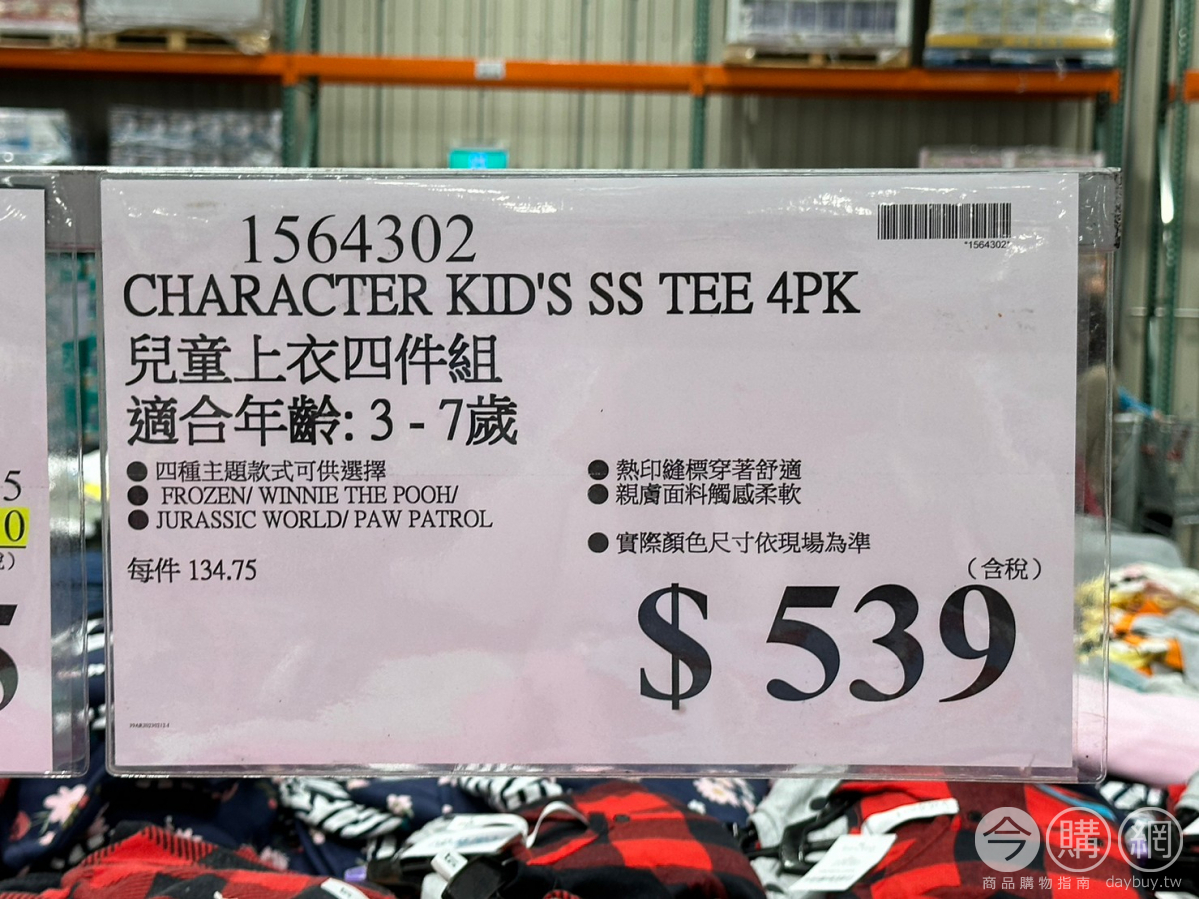 1564302
*1564302*
CHARACTER KID'S SS TEE 4PK
兒童上衣四件組
適合年齡: 3 - 7歲
● 四種主題款式可供選擇
● FROZEN/ WINNIE THE POOH/
● JURASSIC WORLD/ PAW PATROL
每件 134.75
● 熱印縫標穿著舒適
● 親膚面料觸感柔軟
● 實際顏色尺寸依現場為準
(含稅)
$ 539
5
0
5
今購網
商品購物指南 daybuy.tw